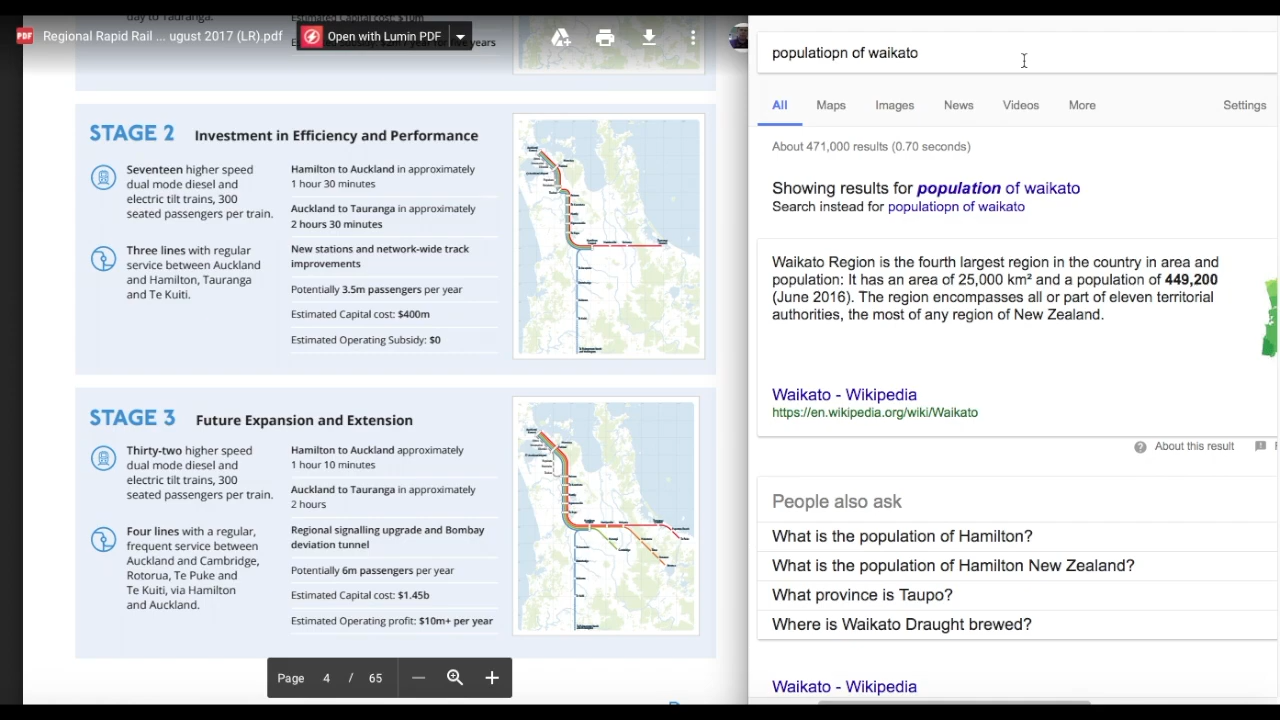 day to Tauranga.
Estimated Capital cost: $10m
PDF
Regional Rapid Rail ... ugust 2017 (LR).pdf
Open with Lumin PDF
STAGE 2 Investment in Efficiency and Performance
Seventeen higher speed
dual mode diesel and
electric tilt trains, 300
seated passengers per train.
Three lines with regular
service between Auckland
and Hamilton, Tauranga
and Te Kuiti.
Hamilton to Auckland in approximately
1 hour 30 minutes
Auckland to Tauranga in approximately
2 hours 30 minutes
New stations and network-wide track
improvements
Potentially 3.5m passengers per year
Estimated Capital cost: $400m
Estimated Operating Subsidy: $0
STAGE 3 Future Expansion and Extension
Thirty-two higher speed
dual mode diesel and
electric tilt trains, 300
seated passengers per train.
Four lines with a regular,
frequent service between
Auckland and Cambridge,
Rotorua, Te Puke and
Te Kuiti, via Hamilton
and Auckland.
Hamilton to Auckland approximately
1 hour 10 minutes
Auckland to Tauranga in approximately
2 hours
Regional signalling upgrade and Bombay
deviation tunnel
Potentially 6m passengers per year
Estimated Capital cost: $1.45b
Estimated Operating profit: $10m+ per year
Page 4 / 65
populatiopn of waikato
All Maps Images News Videos More Settings
About 471,000 results (0.70 seconds)
Showing results for population of waikato
Search instead for populatiopn of waikato
Waikato Region is the fourth largest region in the country in area and
population: It has an area of 25,000 km² and a population of 449,200
(June 2016). The region encompasses all or part of eleven territorial
authorities, the most of any region of New Zealand.
Waikato - Wikipedia
https://en.wikipedia.org/wiki/Waikato
About this result
People also ask
What is the population of Hamilton?
What is the population of Hamilton New Zealand?
What province is Taupo?
Where is Waikato Draught brewed?
Waikato - Wikipedia